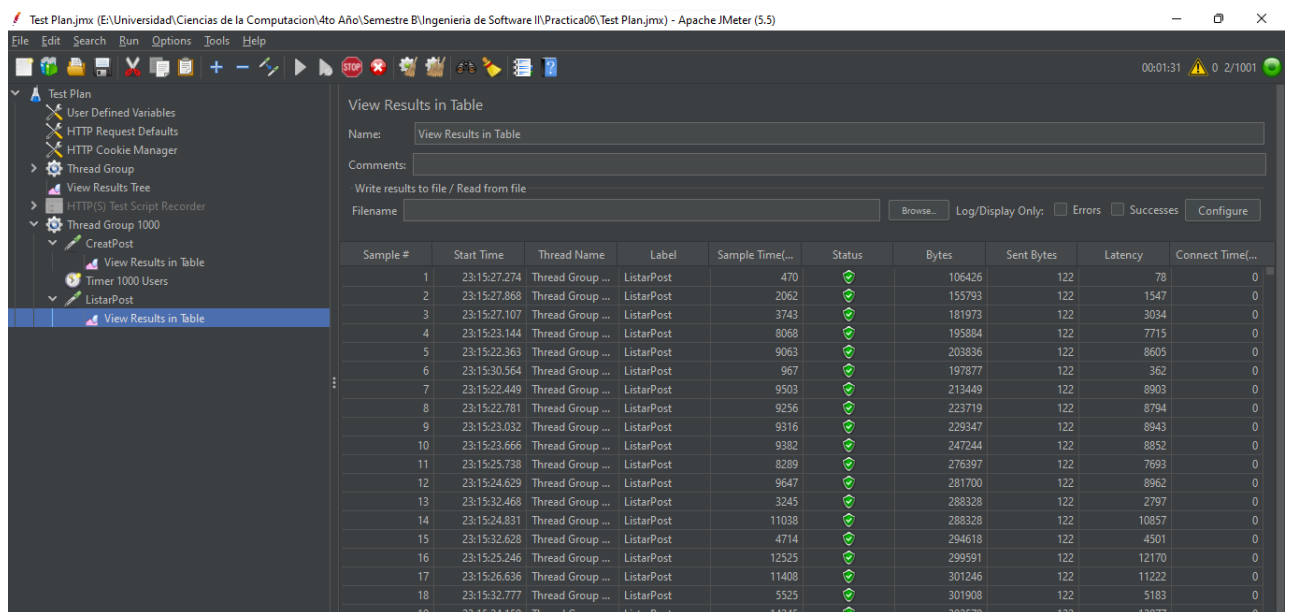 Test Plan.jmx (E:\Universidad\Ciencias de la Computacion\4to Año\Semestre B\Ingenieria de Software II\Practica06\Test Plan.jmx) - Apache JMeter (5.5)
File Edit Search Run Options Tools Help
STOP 00:01:31 0 2/1001
Test Plan
User Defined Variables
HTTP Request Defaults
HTTP Cookie Manager
Thread Group
View Results Tree
HTTP(S) Test Script Recorder
Thread Group 1000
CreatPost
View Results in Table
Timer 1000 Users
ListarPost
View Results in Table
View Results in Table
Name: View Results in Table
Comments:
Write results to file / Read from file
Filename Browse... Log/Display Only: Errors Successes Configure
Sample # Start Time Thread Name Label Sample Time(... Status Bytes Sent Bytes Latency Connect Time(...
1 23:15:27.274 Thread Group ... ListarPost 470 106426 122 78 0
2 23:15:27.868 Thread Group ... ListarPost 2062 155793 122 1547 0
3 23:15:27.107 Thread Group ... ListarPost 3743 181973 122 3034 0
4 23:15:23.144 Thread Group ... ListarPost 8068 195884 122 7715 0
5 23:15:22.363 Thread Group ... ListarPost 9063 203836 122 8605 0
6 23:15:30.564 Thread Group ... ListarPost 967 197877 122 362 0
7 23:15:22.449 Thread Group ... ListarPost 9503 213449 122 8903 0
8 23:15:22.781 Thread Group ... ListarPost 9256 223719 122 8794 0
9 23:15:23.032 Thread Group ... ListarPost 9316 229347 122 8943 0
10 23:15:23.666 Thread Group ... ListarPost 9382 247244 122 8852 0
11 23:15:25.738 Thread Group ... ListarPost 8289 276397 122 7693 0
12 23:15:24.629 Thread Group ... ListarPost 9647 281700 122 8962 0
13 23:15:32.468 Thread Group ... ListarPost 3245 288328 122 2797 0
14 23:15:24.831 Thread Group ... ListarPost 11038 288328 122 10857 0
15 23:15:32.628 Thread Group ... ListarPost 4714 294618 122 4501 0
16 23:15:25.246 Thread Group ... ListarPost 12525 299591 122 12170 0
17 23:15:26.636 Thread Group ... ListarPost 11408 301246 122 11222 0
18 23:15:32.777 Thread Group ... ListarPost 5525 301908 122 5183 0